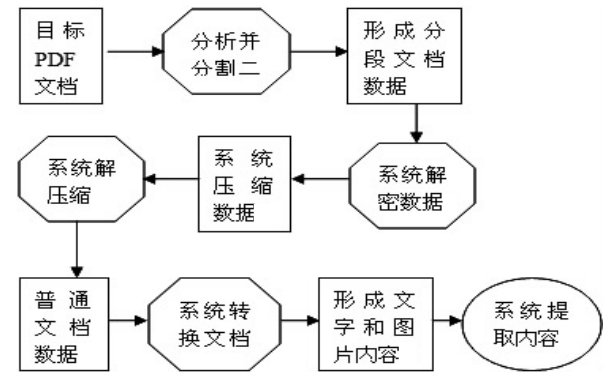 目标
PDF
文档
分析并
分割二
形成分
段文档
数据
系统解
密数据
系统
压缩
数据
系统解
压缩
普通
文档
数据
系统转
换文档
形成文
字和图
片内容
系统提
取内容